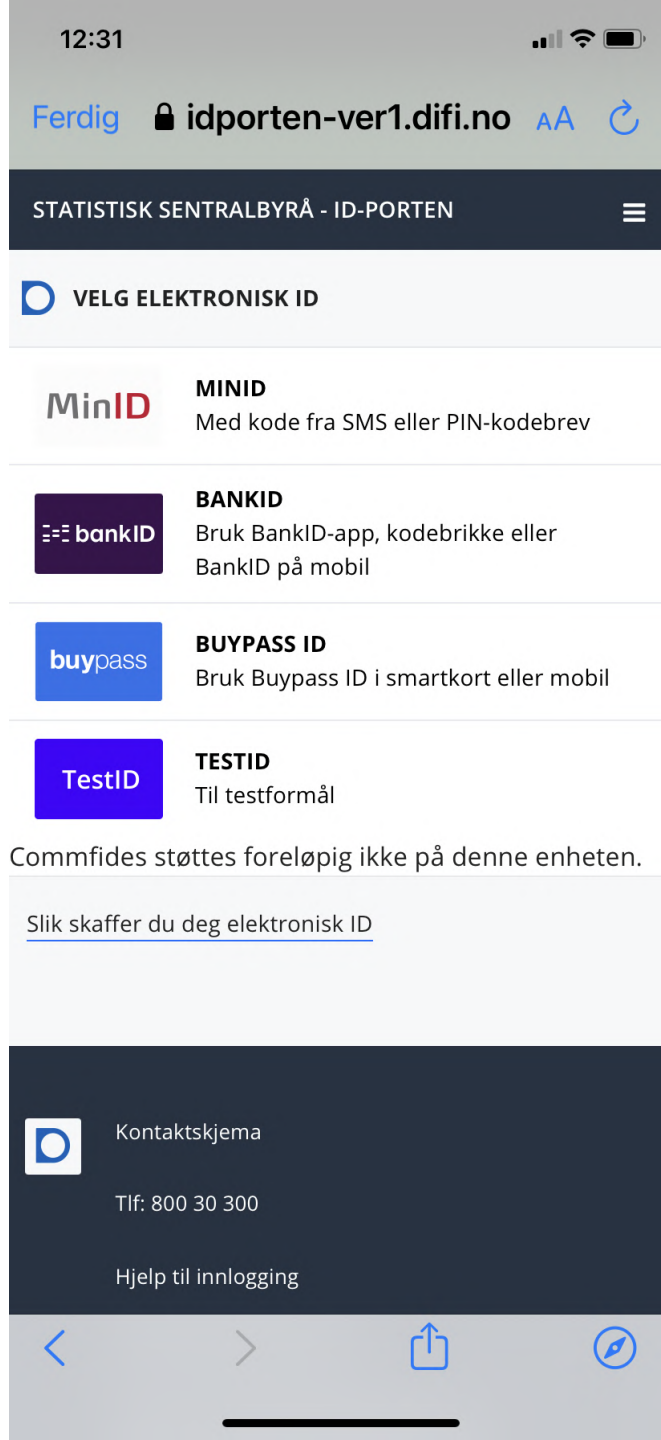 12:31
Ferdig idporten-ver1.difi.no AA
STATISTISK SENTRALBYRÅ - ID-PORTEN
VELG ELEKTRONISK ID
MinID
MINID
Med kode fra SMS eller PIN-kodebrev
bankID
BANKID
Bruk BankID-app, kodebrikke eller
BankID på mobil
buypass
BUYPASS ID
Bruk Buypass ID i smartkort eller mobil
TestID
TESTID
Til testformål
Commfides støttes foreløpig ikke på denne enheten.
Slik skaffer du deg elektronisk ID
Kontaktskjema
Tlf: 800 30 300
Hjelp til innlogging